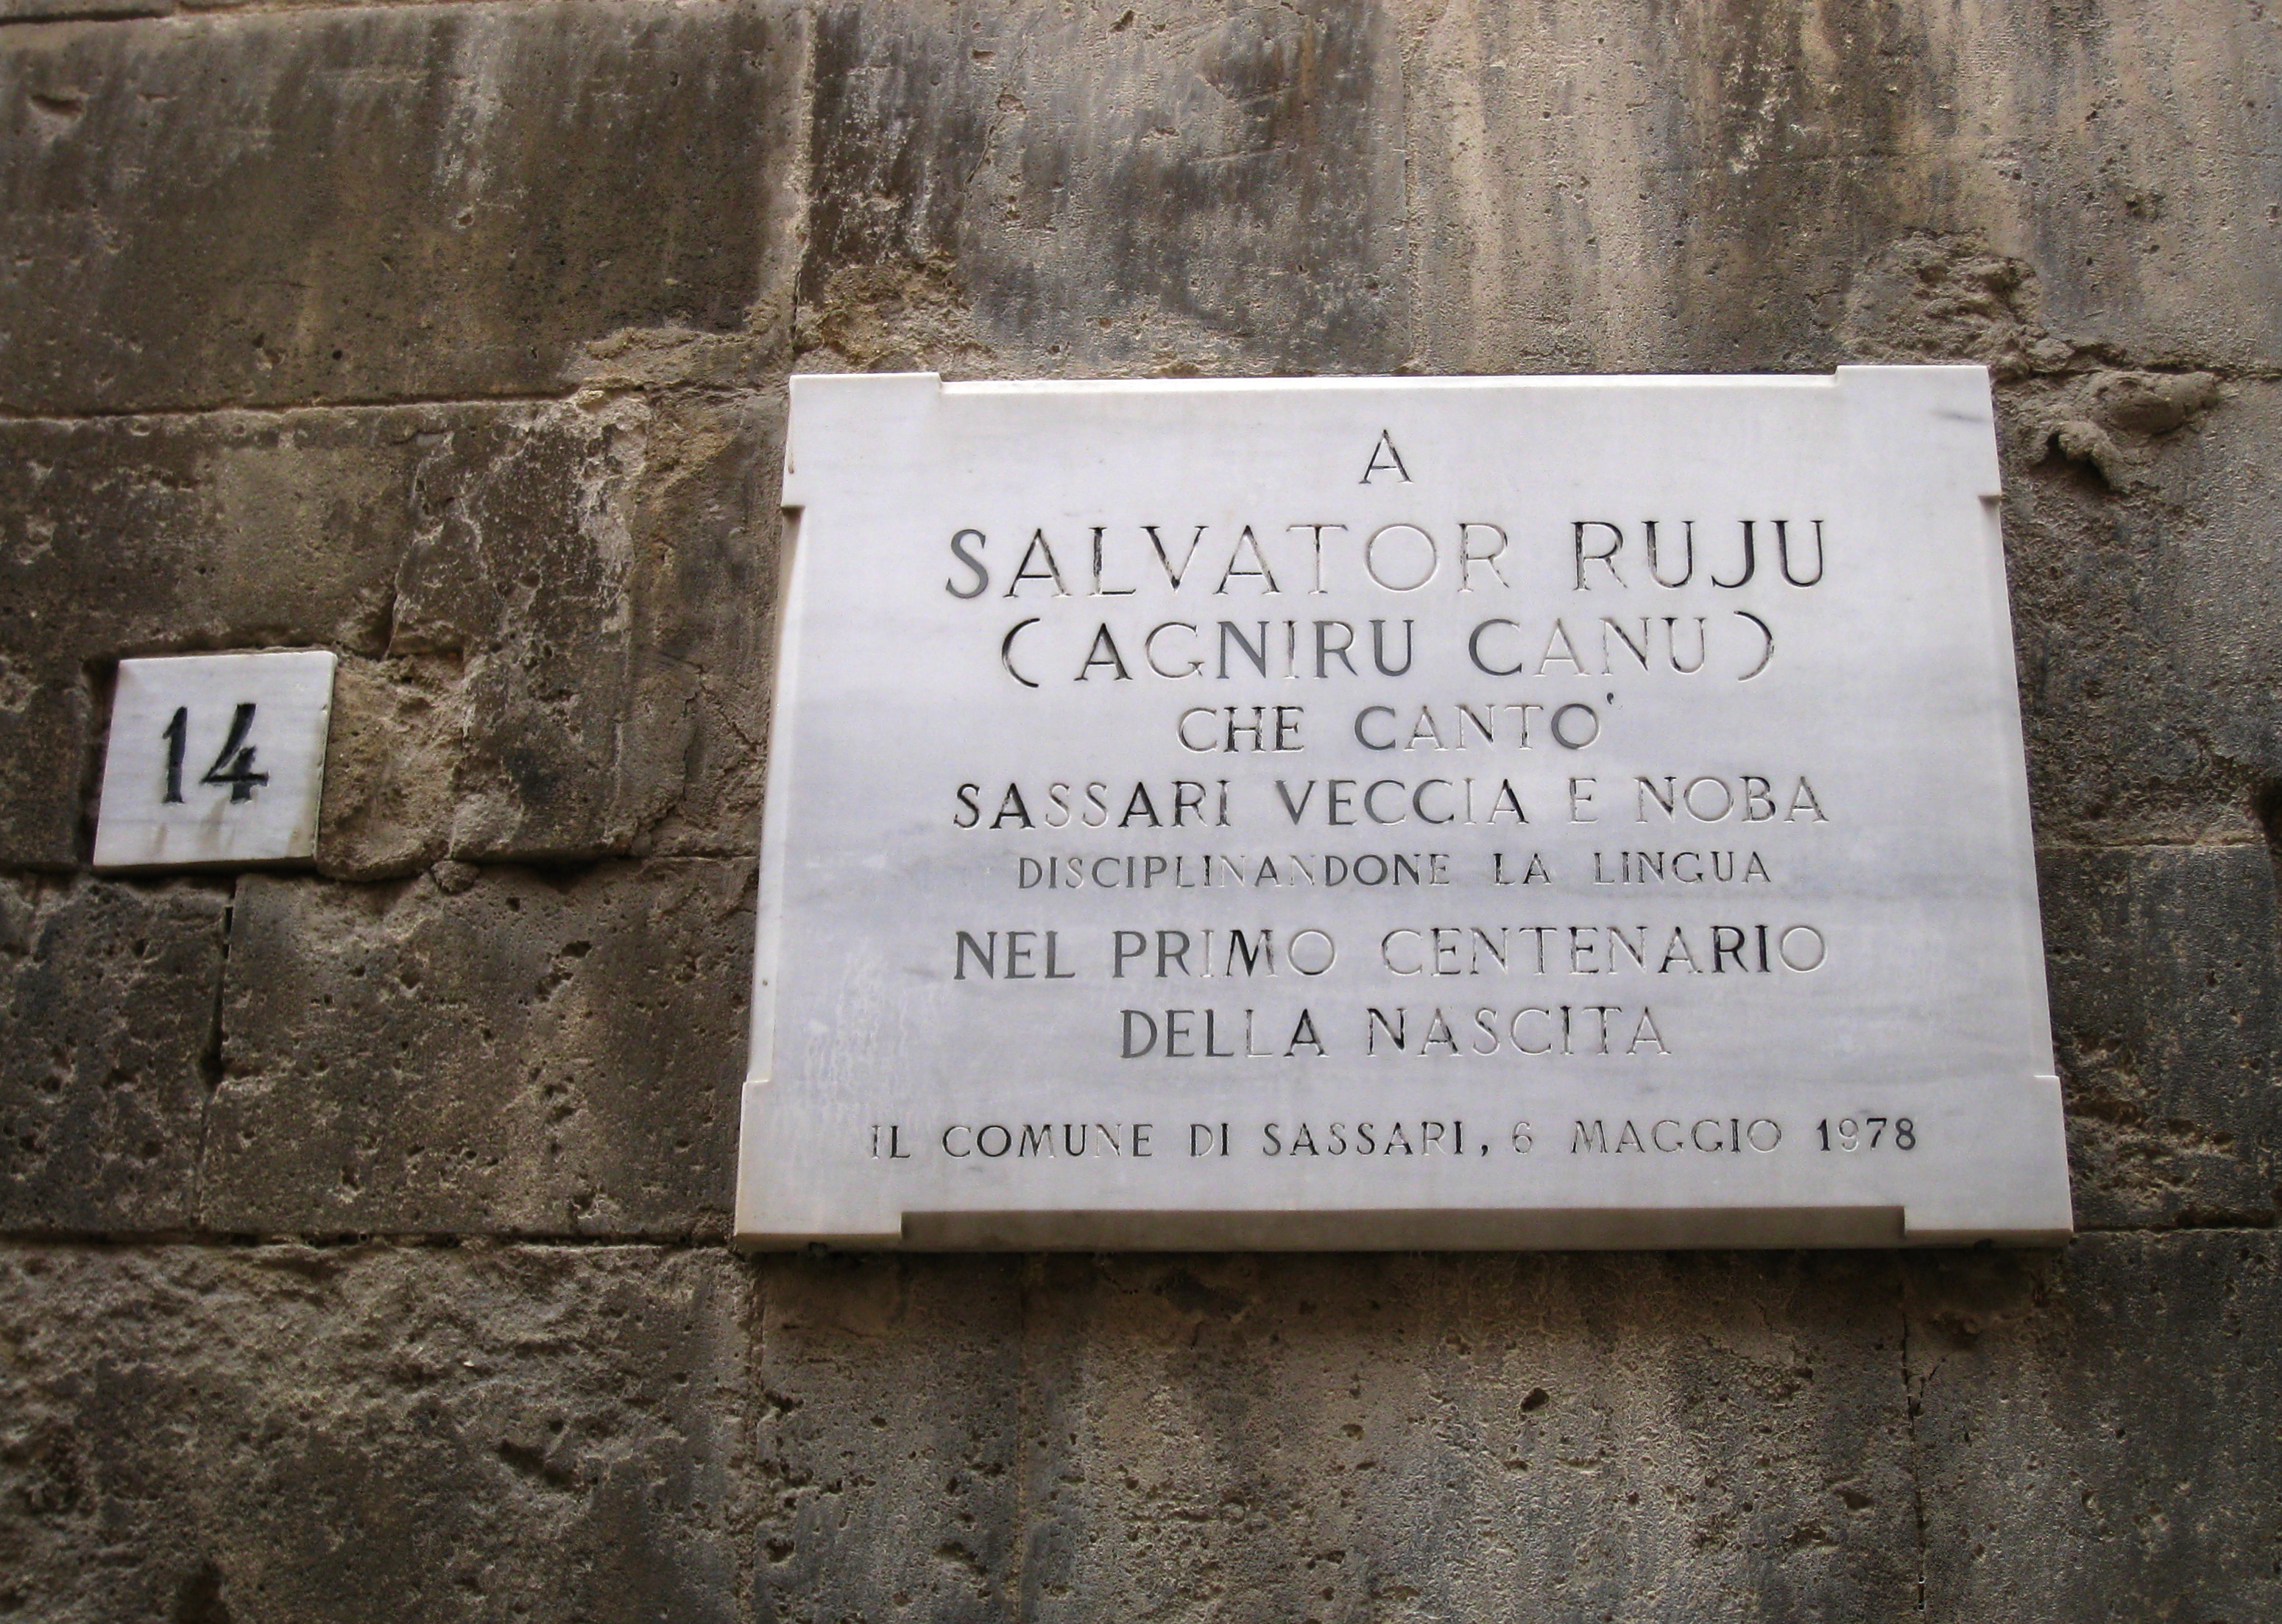 14
A
SALVATOR RUJU
(AGNIRU CANU)
CHE CANTO'
SASSARI VECCIA E NOBA
DISCIPLINANDONE LA LINGUA
NEL PRIMO CENTENARIO
DELLA NASCITA
IL COMUNE DI SASSARI, 6 MAGGIO 1978